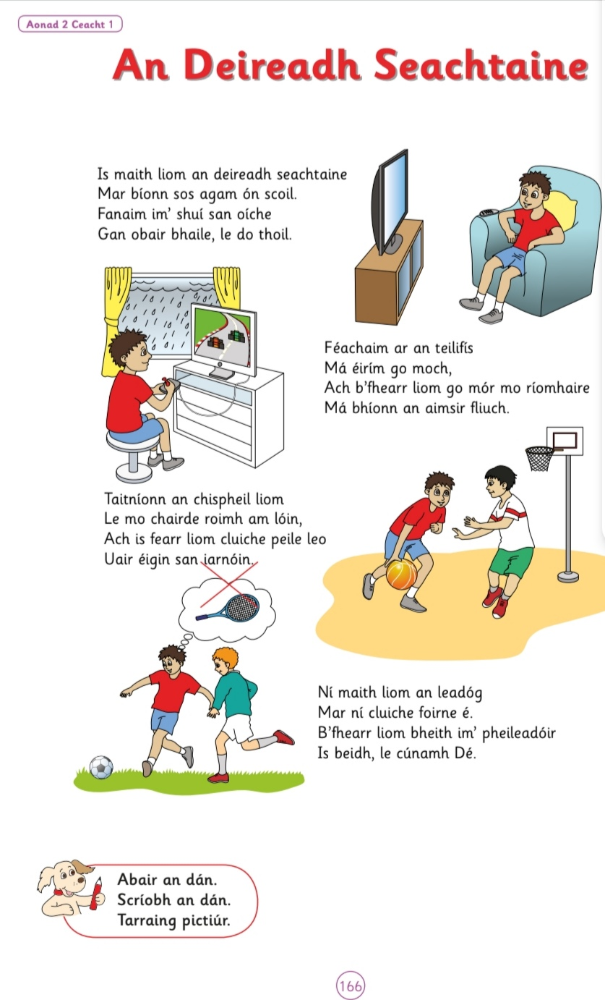 Aonad 2 Ceacht 1
An Deireadh Seachtaine
Is maith liom an deireadh seachtaine
Mar bíonn sos agam ón scoil.
Fanaim im' shuí san oíche
Gan obair bhaile, le do thoil.
Féachaim ar an teilifís
Má éirím go moch,
Ach b'fhearr liom go mór mo ríomhaire
Má bhíonn an aimsir fliuch.
Taitníonn an chispheil liom
Le mo chairde roimh am lóin,
Ach is fearr liom cluiche peile leo
Uair éigin san iarnóin.
Ní maith liom an leadóg
Mar ní cluiche foirne é.
B'fhearr liom bheith im' pheileadóir
Is beidh, le cúnamh Dé.
Abair an dán.
Scríobh an dán.
Tarraing pictiúr.
166